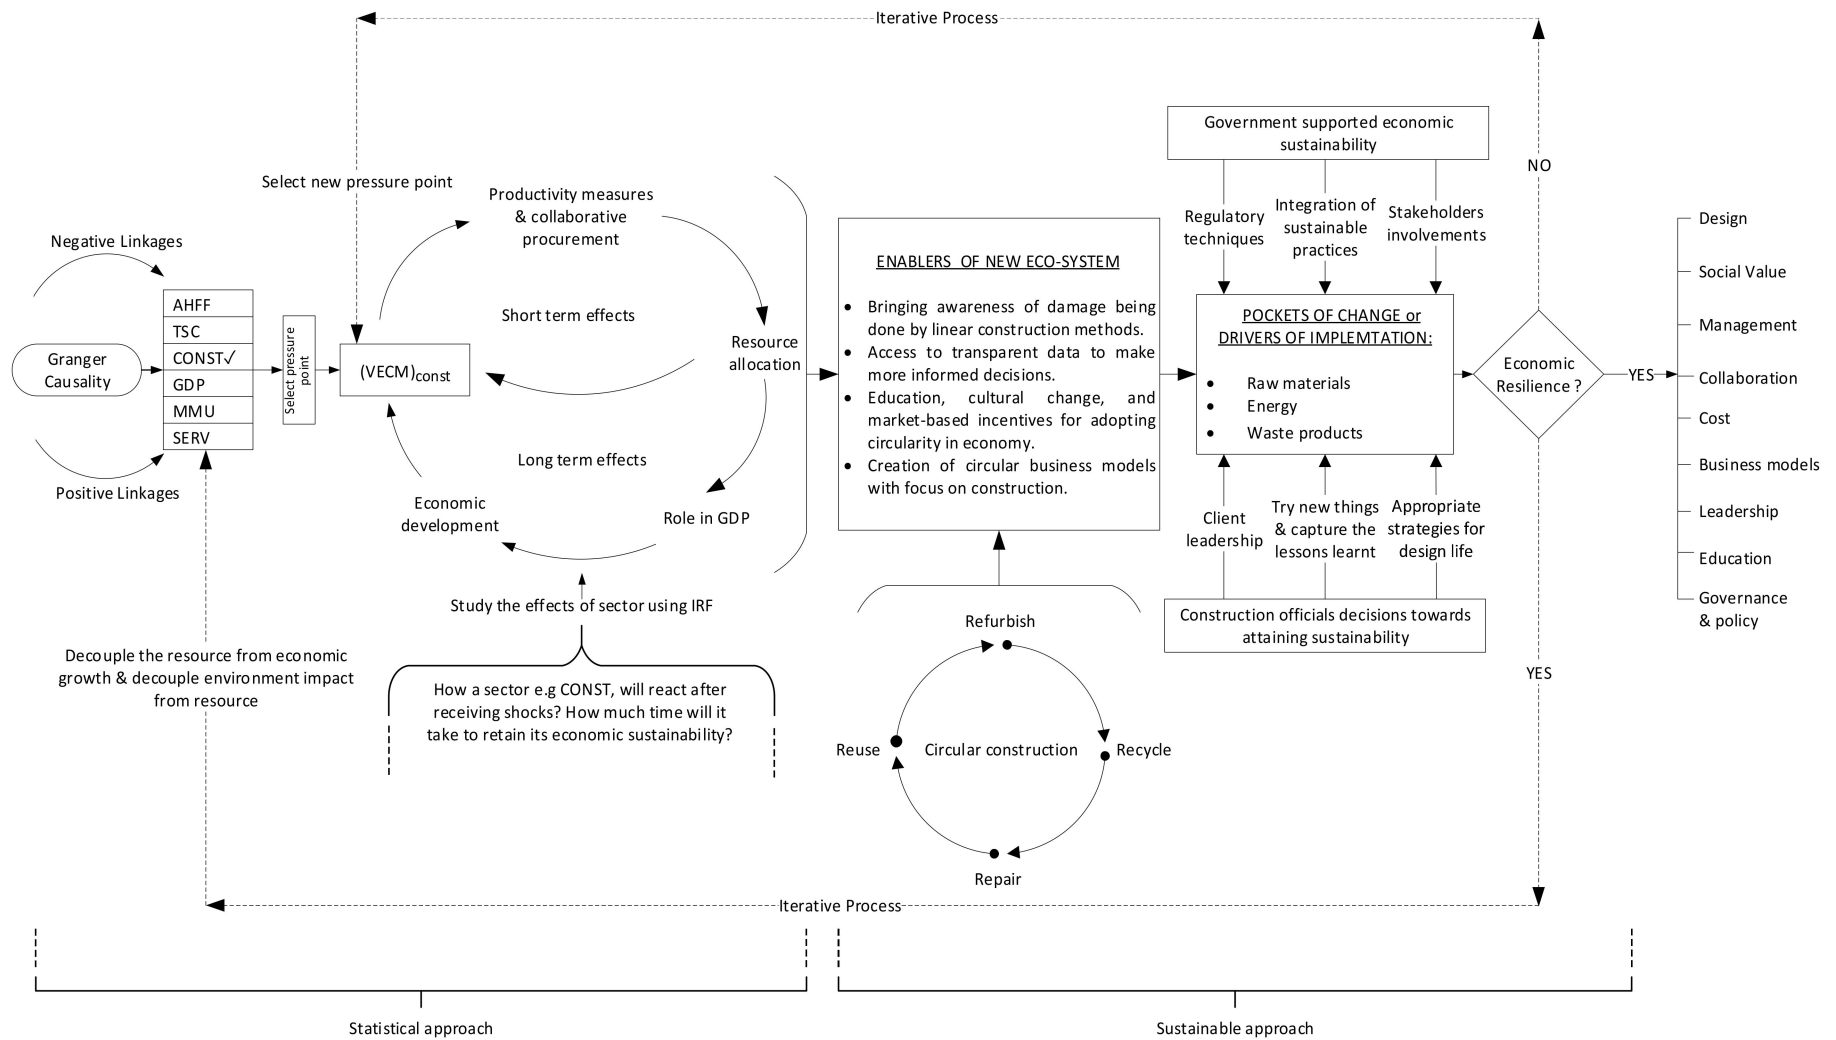 Iterative Process
Select new pressure point
Negative Linkages
Granger
Causality
Positive Linkages
AHFF
TSC
CONST✓
GDP
MMU
SERV
Select pressure
point
(VECM)const
Productivity measures
& collaborative
procurement
Short term effects
Resource
allocation
Long term effects
Role in GDP
Economic
development
Study the effects of sector using IRF
How a sector e.g CONST, will react after
receiving shocks? How much time will it
take to retain its economic sustainability?
Decouple the resource from economic
growth & decouple environment impact
from resource
ENABLERS OF NEW ECO-SYSTEM
● Bringing awareness of damage being
done by linear construction methods.
● Access to transparent data to make
more informed decisions.
● Education, cultural change, and
market-based incentives for adopting
circularity in economy.
● Creation of circular business models
with focus on construction.
Refurbish
Reuse
Circular construction
Recycle
Repair
Government supported economic
sustainability
Regulatory
techniques
Integration of
sustainable
practices
Stakeholders
involvements
POCKETS OF CHANGE or
DRIVERS OF IMPLEMTATION:
● Raw materials
● Energy
● Waste products
Client
leadership
Try new things
& capture the
lessons learnt
Appropriate
strategies for
design life
Construction officials decisions towards
attaining sustainability
NO
Economic
Resilience ?
YES
YES
Design
Social Value
Management
Collaboration
Cost
Business models
Leadership
Education
Governance
& policy
Iterative Process
Statistical approach
Sustainable approach